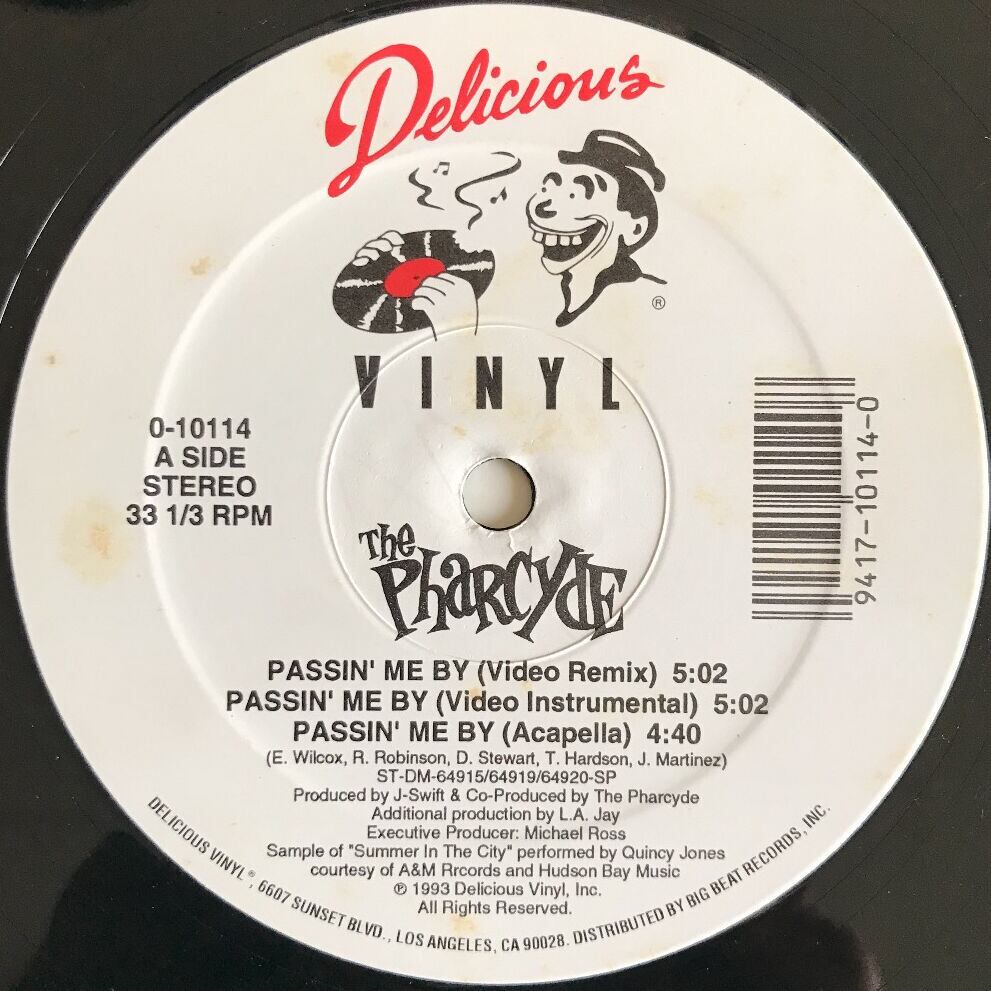 Delicious
®
VINYL
0-10114
A SIDE
STEREO
33 1/3 RPM
9417-10114-0
The
PHARCYDE
PASSIN' ME BY (Video Remix) 5:02
PASSIN' ME BY (Video Instrumental) 5:02
PASSIN' ME BY (Acapella) 4:40
(E. Wilcox, R. Robinson, D. Stewart, T. Hardson, J. Martinez)
ST-DM-64915/64919/64920-SP
Produced by J-Swift & Co-Produced by The Pharcyde
Additional production by L.A. Jay
Executive Producer: Michael Ross
Sample of "Summer In The City" performed by Quincy Jones
courtesy of A&M Rrcords and Hudson Bay Music
℗ 1993 Delicious Vinyl, Inc.
All Rights Reserved.
DELICIOUS VINYL®, 6607 SUNSET BLVD., LOS ANGELES, CA 90028. DISTRIBUTED BY BIG BEAT RECORDS, INC.